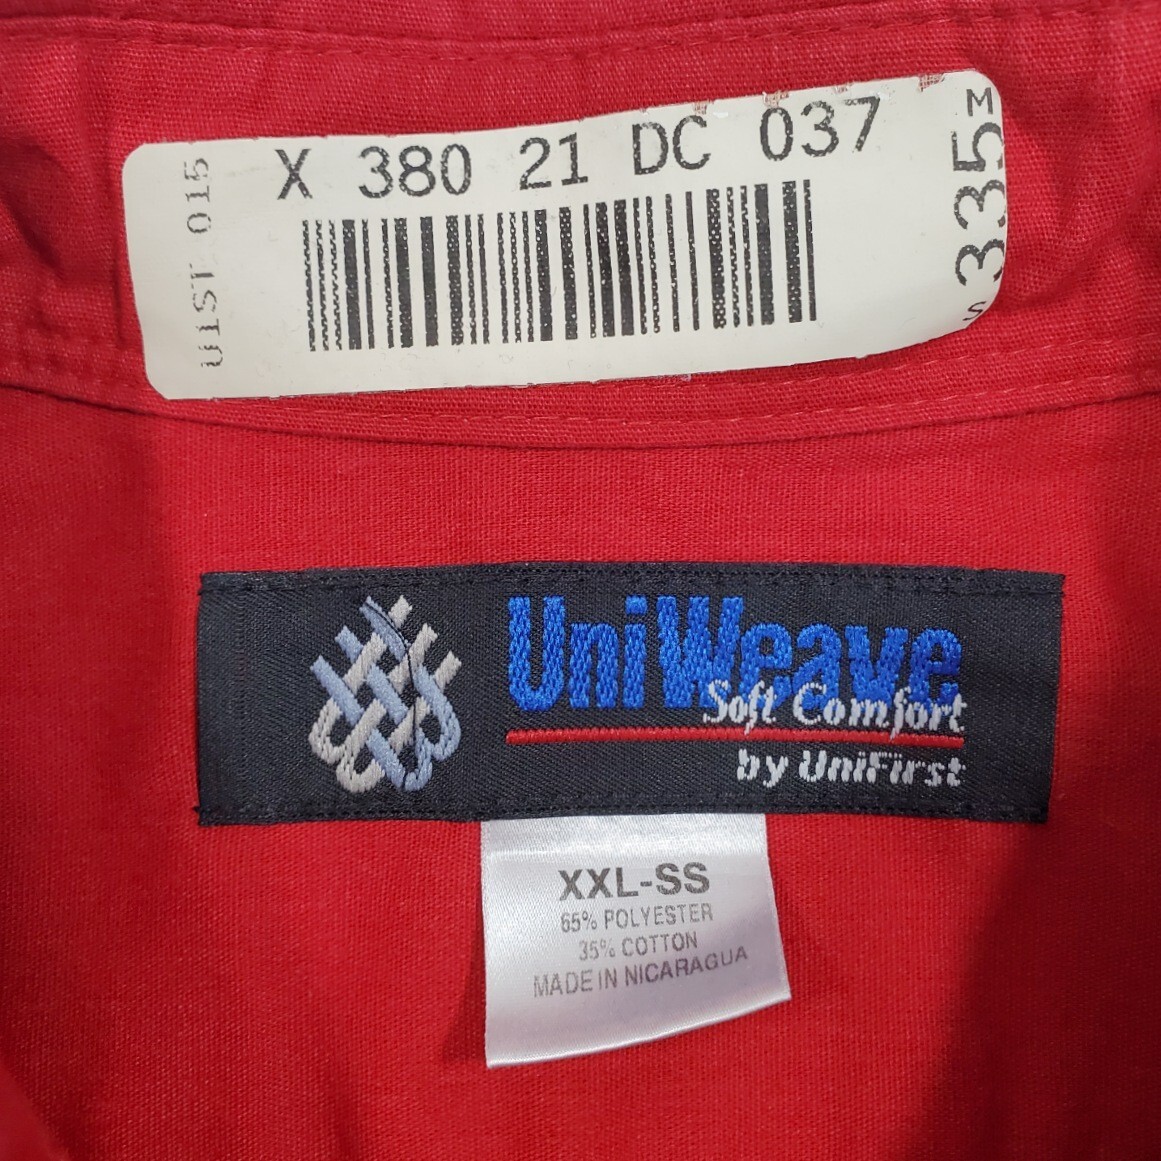 X 380 21 DC 037
UIST 015
M
335
S
UniWeave
Soft Comfort
by UniFirst
XXL-SS
65% POLYESTER
35% COTTON
MADE IN NICARAGUA